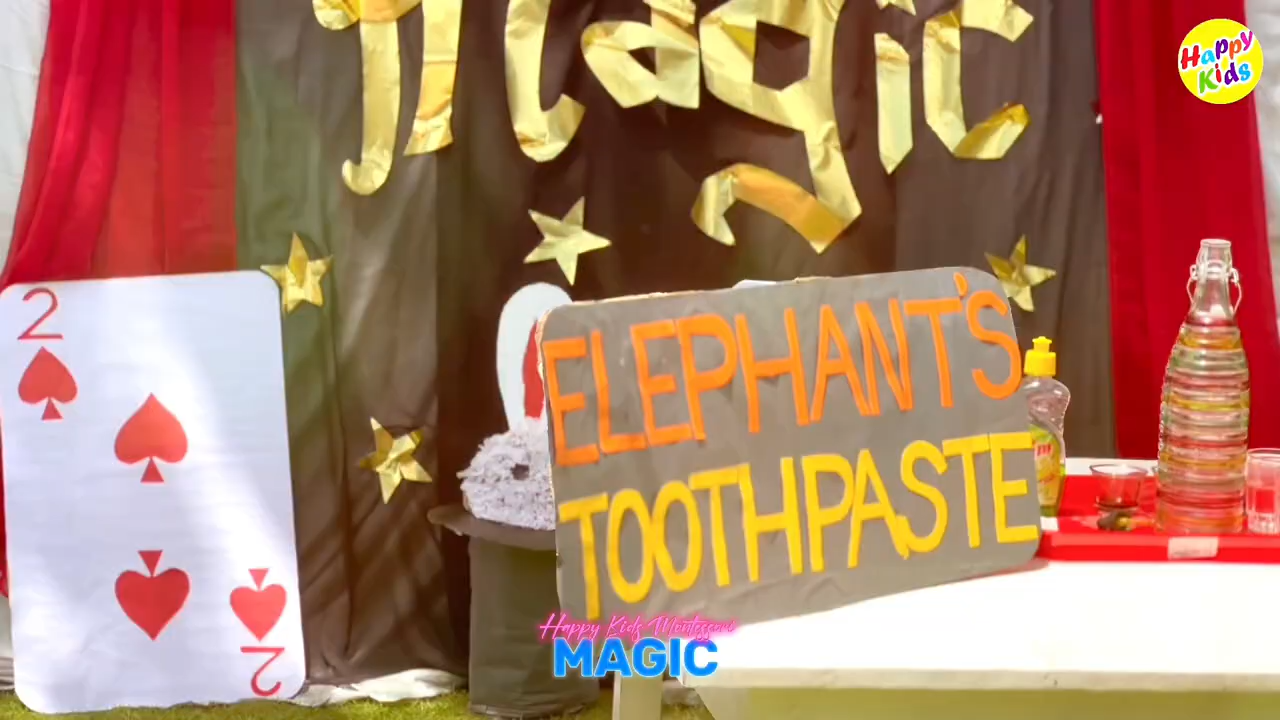 Magic
Happy
Kids
2
ELEPHANT'S
TOOTHPASTE
Happy Kids Montessori
MAGIC
2